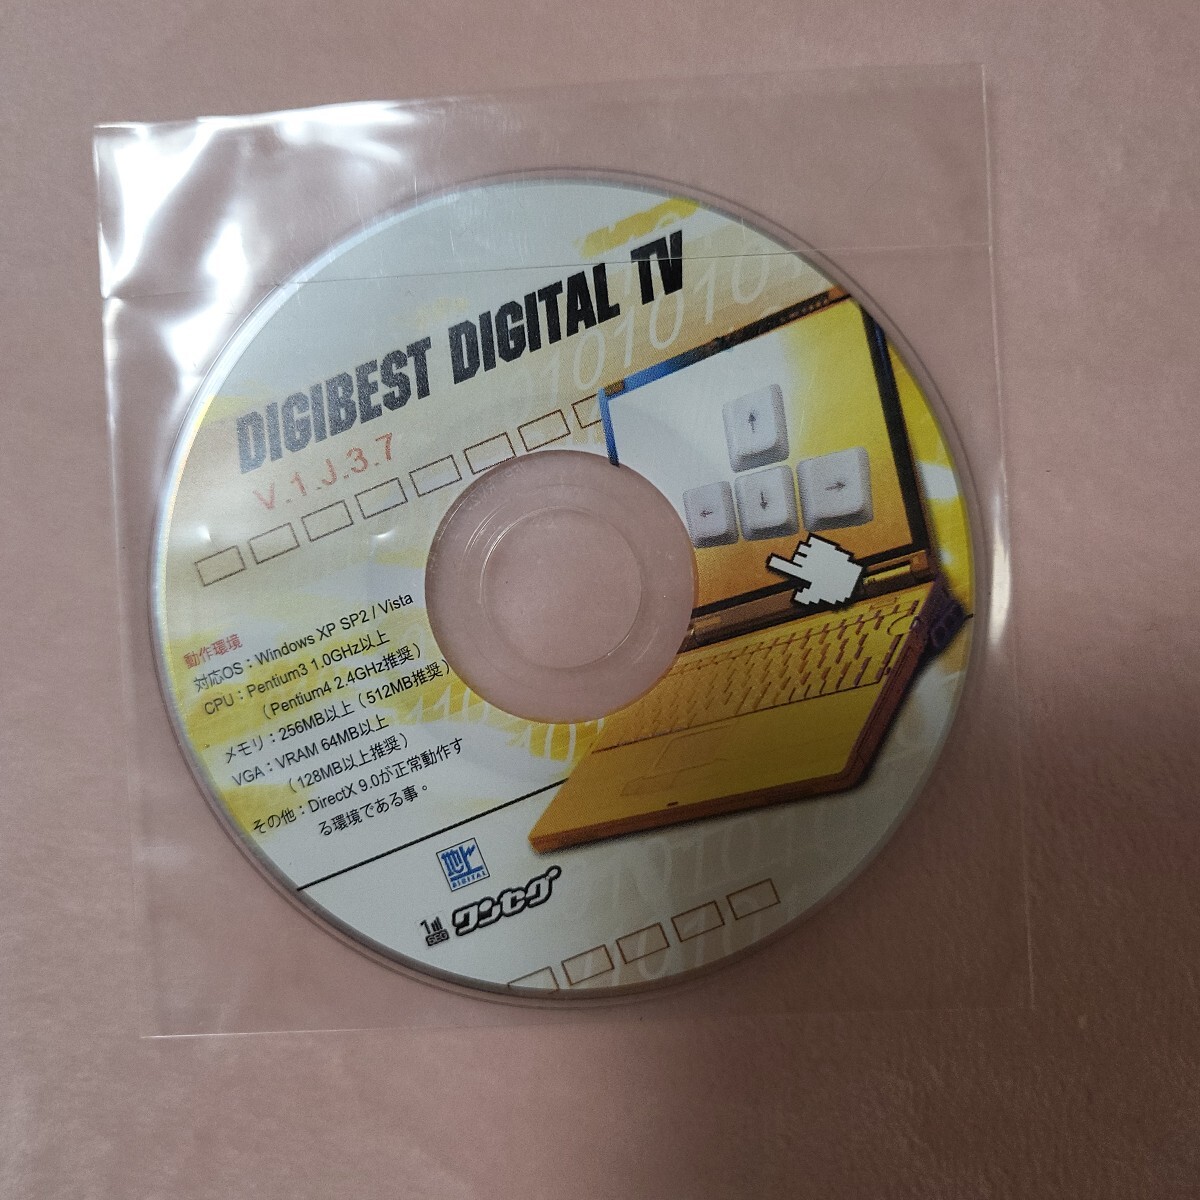 DIGIBEST DIGITAL TV
V.1.J.3.7
動作環境
対応OS：Windows XP SP2 / Vista
CPU：Pentium3 1.0GHz以上
（Pentium4 2.4GHz推奨）
メモリ：256MB以上（512MB推奨）
VGA：VRAM 64MB以上
（128MB以上推奨）
その他：DirectX 9.0が正常動作す
る環境である事。
DIGITAL
1SEG ワンセグ